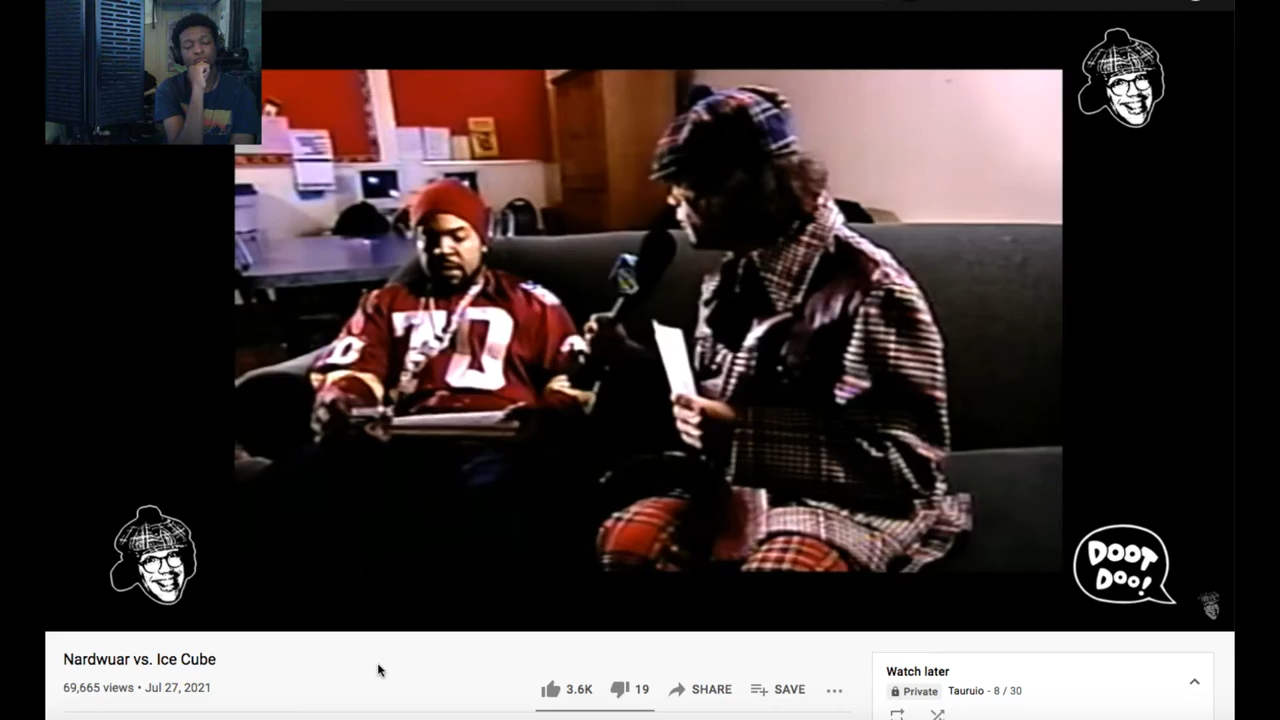 70
DOOT
DOO!
Nardwuar vs. Ice Cube
69,665 views • Jul 27, 2021
3.6K
19
SHARE
SAVE
Watch later
Private
Tauruio - 8 / 30